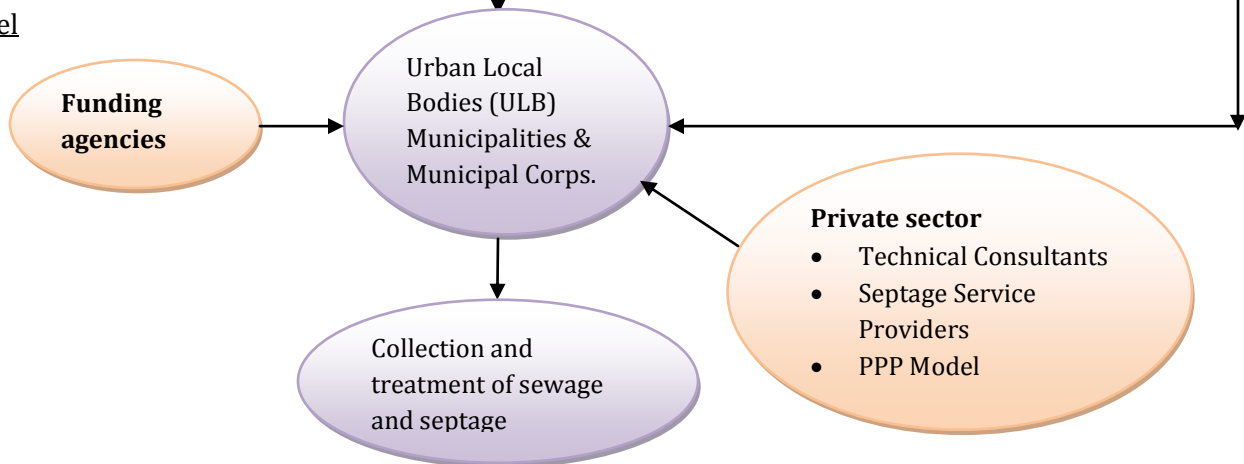 el
Funding
agencies
Urban Local
Bodies (ULB)
Municipalities &
Municipal Corps.
Private sector
• Technical Consultants
• Septage Service
Providers
• PPP Model
Collection and
treatment of sewage
and septage